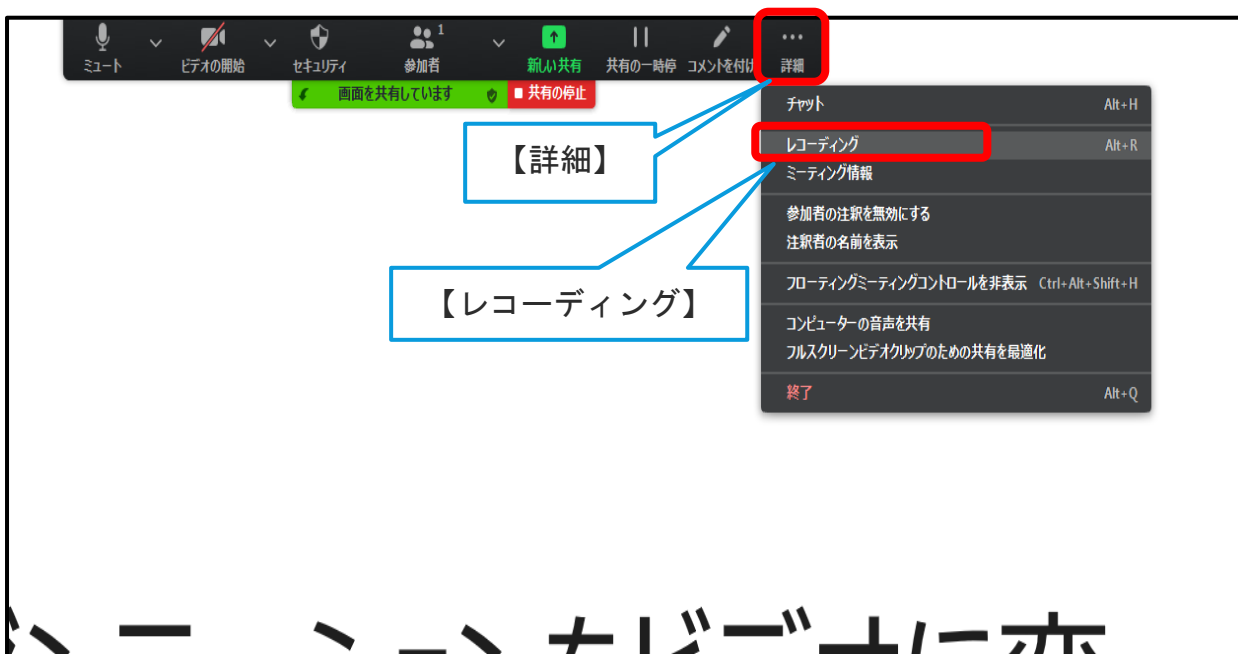 1
ミュート ビデオの開始 セキュリティ 参加者 新しい共有 共有の一時停 コメントを付け 詳細
画面を共有しています 共有の停止
チャット Alt+H
【詳細】
レコーディング Alt+R
ミーティング情報
参加者の注釈を無効にする
注釈者の名前を表示
フローティングミーティングコントロールを非表示 Ctrl+Alt+Shift+H
【レコーディング】
コンピューターの音声を共有
フルスクリーンビデオクリップのための共有を最適化
終了 Alt+Q
ションをビデオに変